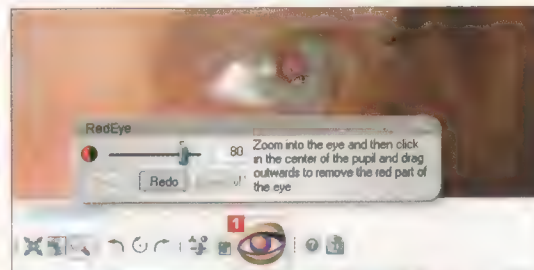 RedEye
80
Zoom into the eye and then click
in the center of the pupil and drag
outwards to remove the red part of
the eye
Redo
1